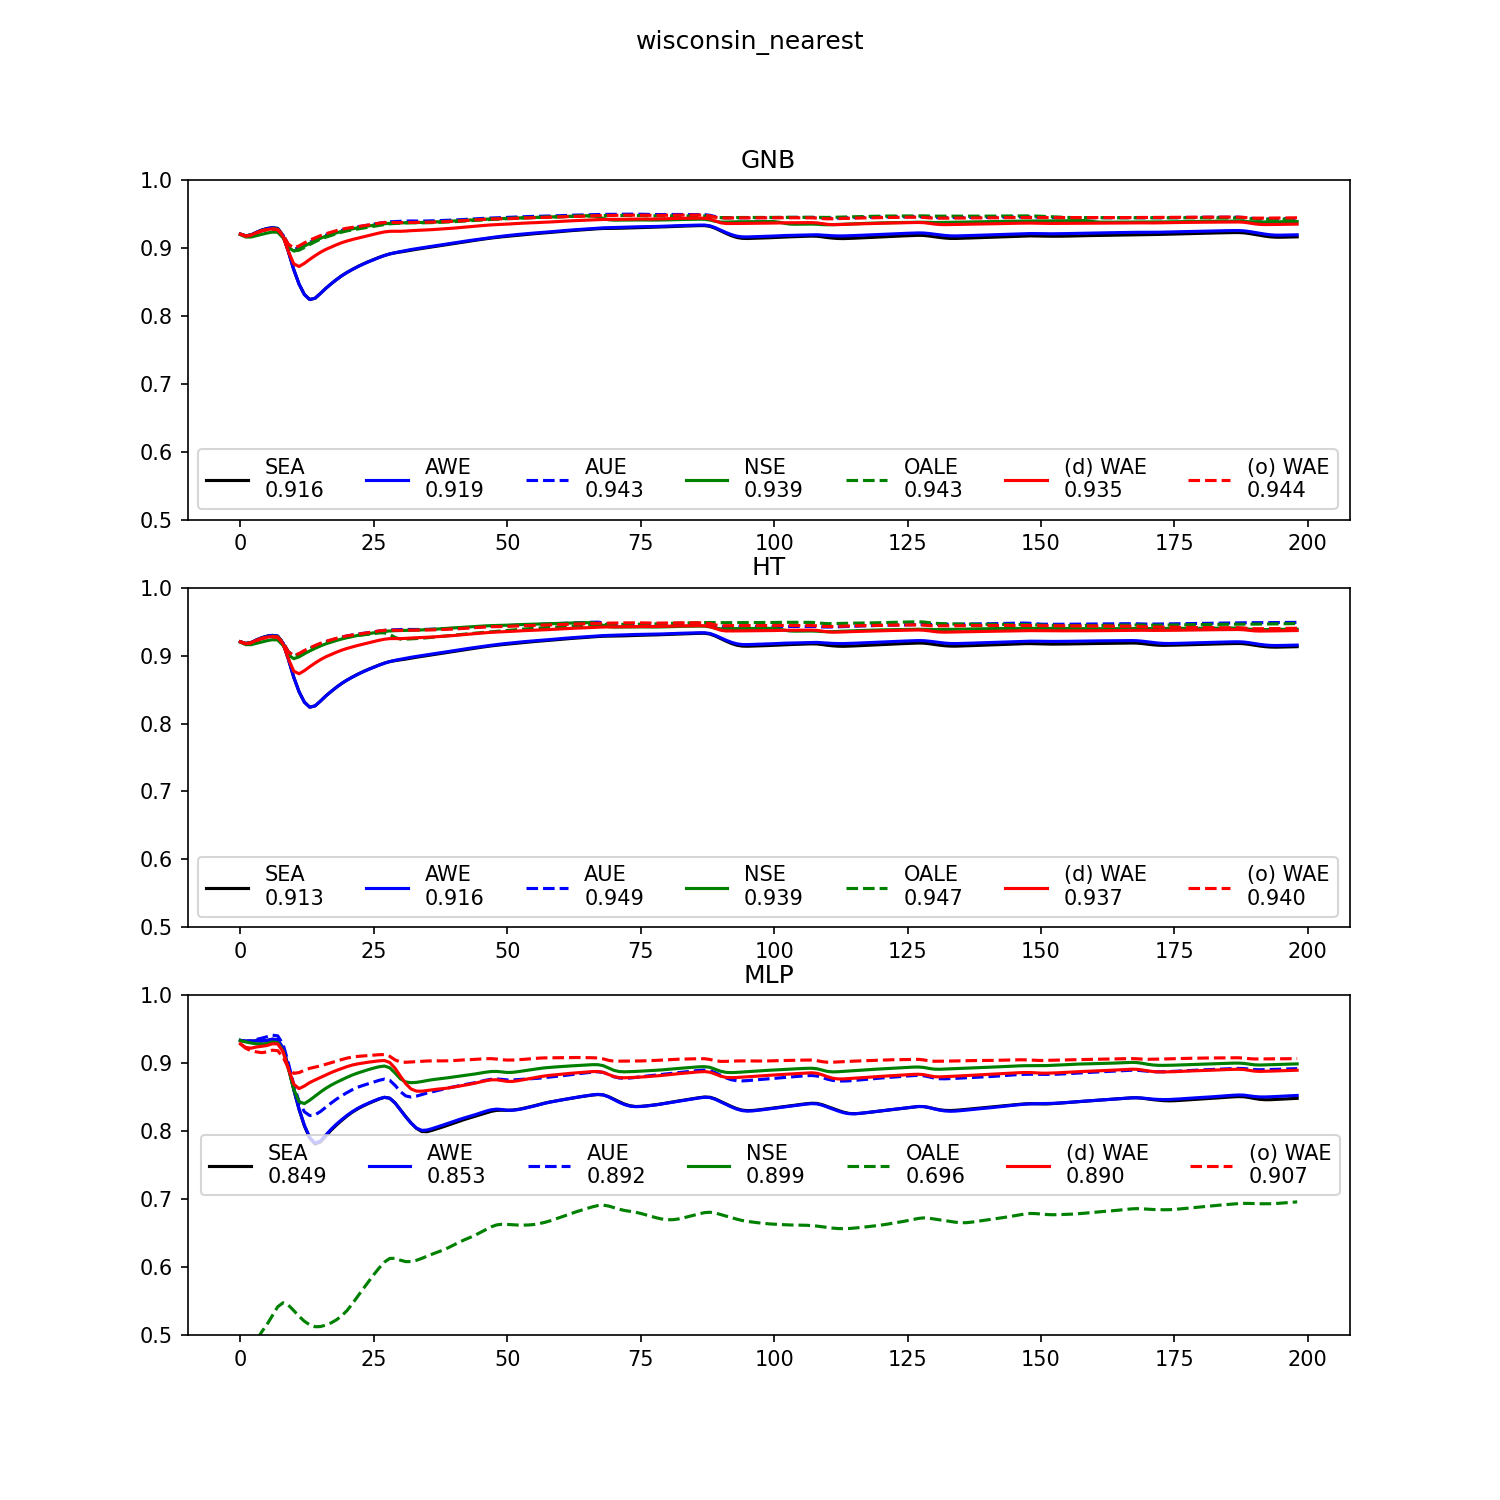 wisconsin_nearest
GNB
1.0
0.9
0.8
0.7
0.6
0.5
SEA AWE AUE NSE OALE (d) WAE (o) WAE
0.916 0.919 0.943 0.939 0.943 0.935 0.944
0 25 50 75 100 125 150 175 200
HT
1.0
0.9
0.8
0.7
0.6
0.5
SEA AWE AUE NSE OALE (d) WAE (o) WAE
0.913 0.916 0.949 0.939 0.947 0.937 0.940
0 25 50 75 100 125 150 175 200
MLP
1.0
0.9
0.8
0.7
0.6
0.5
SEA AWE AUE NSE OALE (d) WAE (o) WAE
0.849 0.853 0.892 0.899 0.696 0.890 0.907
0 25 50 75 100 125 150 175 200